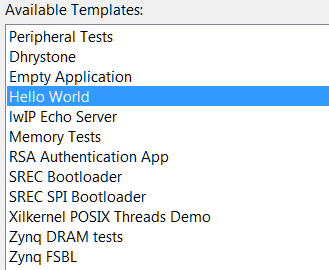 Available Templates:
Peripheral Tests
Dhrystone
Empty Application
Hello World
lwIP Echo Server
Memory Tests
RSA Authentication App
SREC Bootloader
SREC SPI Bootloader
Xilkernel POSIX Threads Demo
Zynq DRAM tests
Zynq FSBL